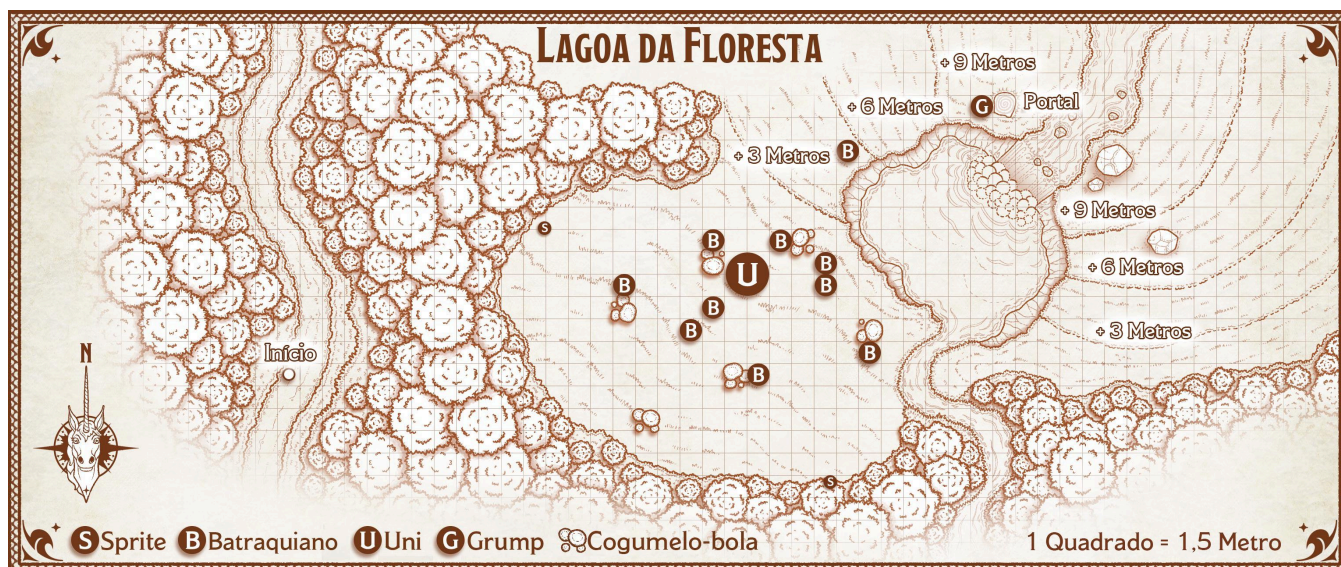 LAGOA DA FLORESTA
+ 9 Metros
+ 6 Metros
G
Portal
+ 3 Metros
B
+ 9 Metros
S
B
B
U
B
B
+ 6 Metros
B
B
B
+ 3 Metros
N
Início
B
B
S
S Sprite B Batraquiano U Uni G Grump Cogumelo-bola
1 Quadrado = 1,5 Metro